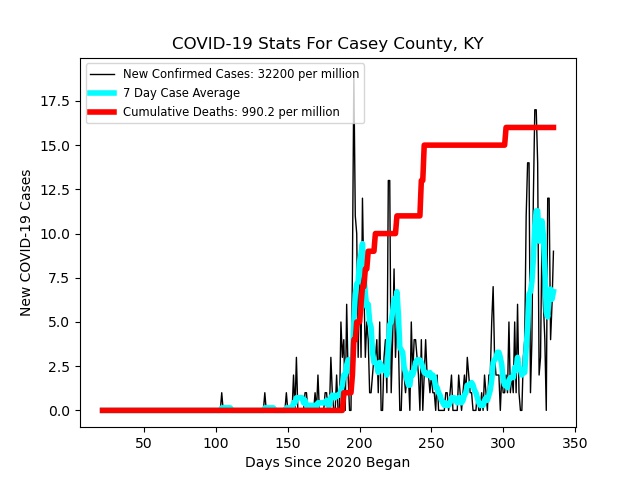 COVID-19 Stats For Casey County, KY
New Confirmed Cases: 32200 per million
7 Day Case Average
Cumulative Deaths: 990.2 per million
New COVID-19 Cases
17.5
15.0
12.5
10.0
7.5
5.0
2.5
0.0
50 100 150 200 250 300 350
Days Since 2020 Began